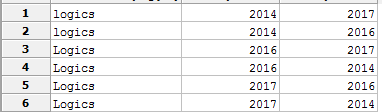 1 logics 2014 2017
2 logics 2014 2016
3 Logics 2016 2017
4 Logics 2016 2014
5 Logics 2017 2016
6 Logics 2017 2014